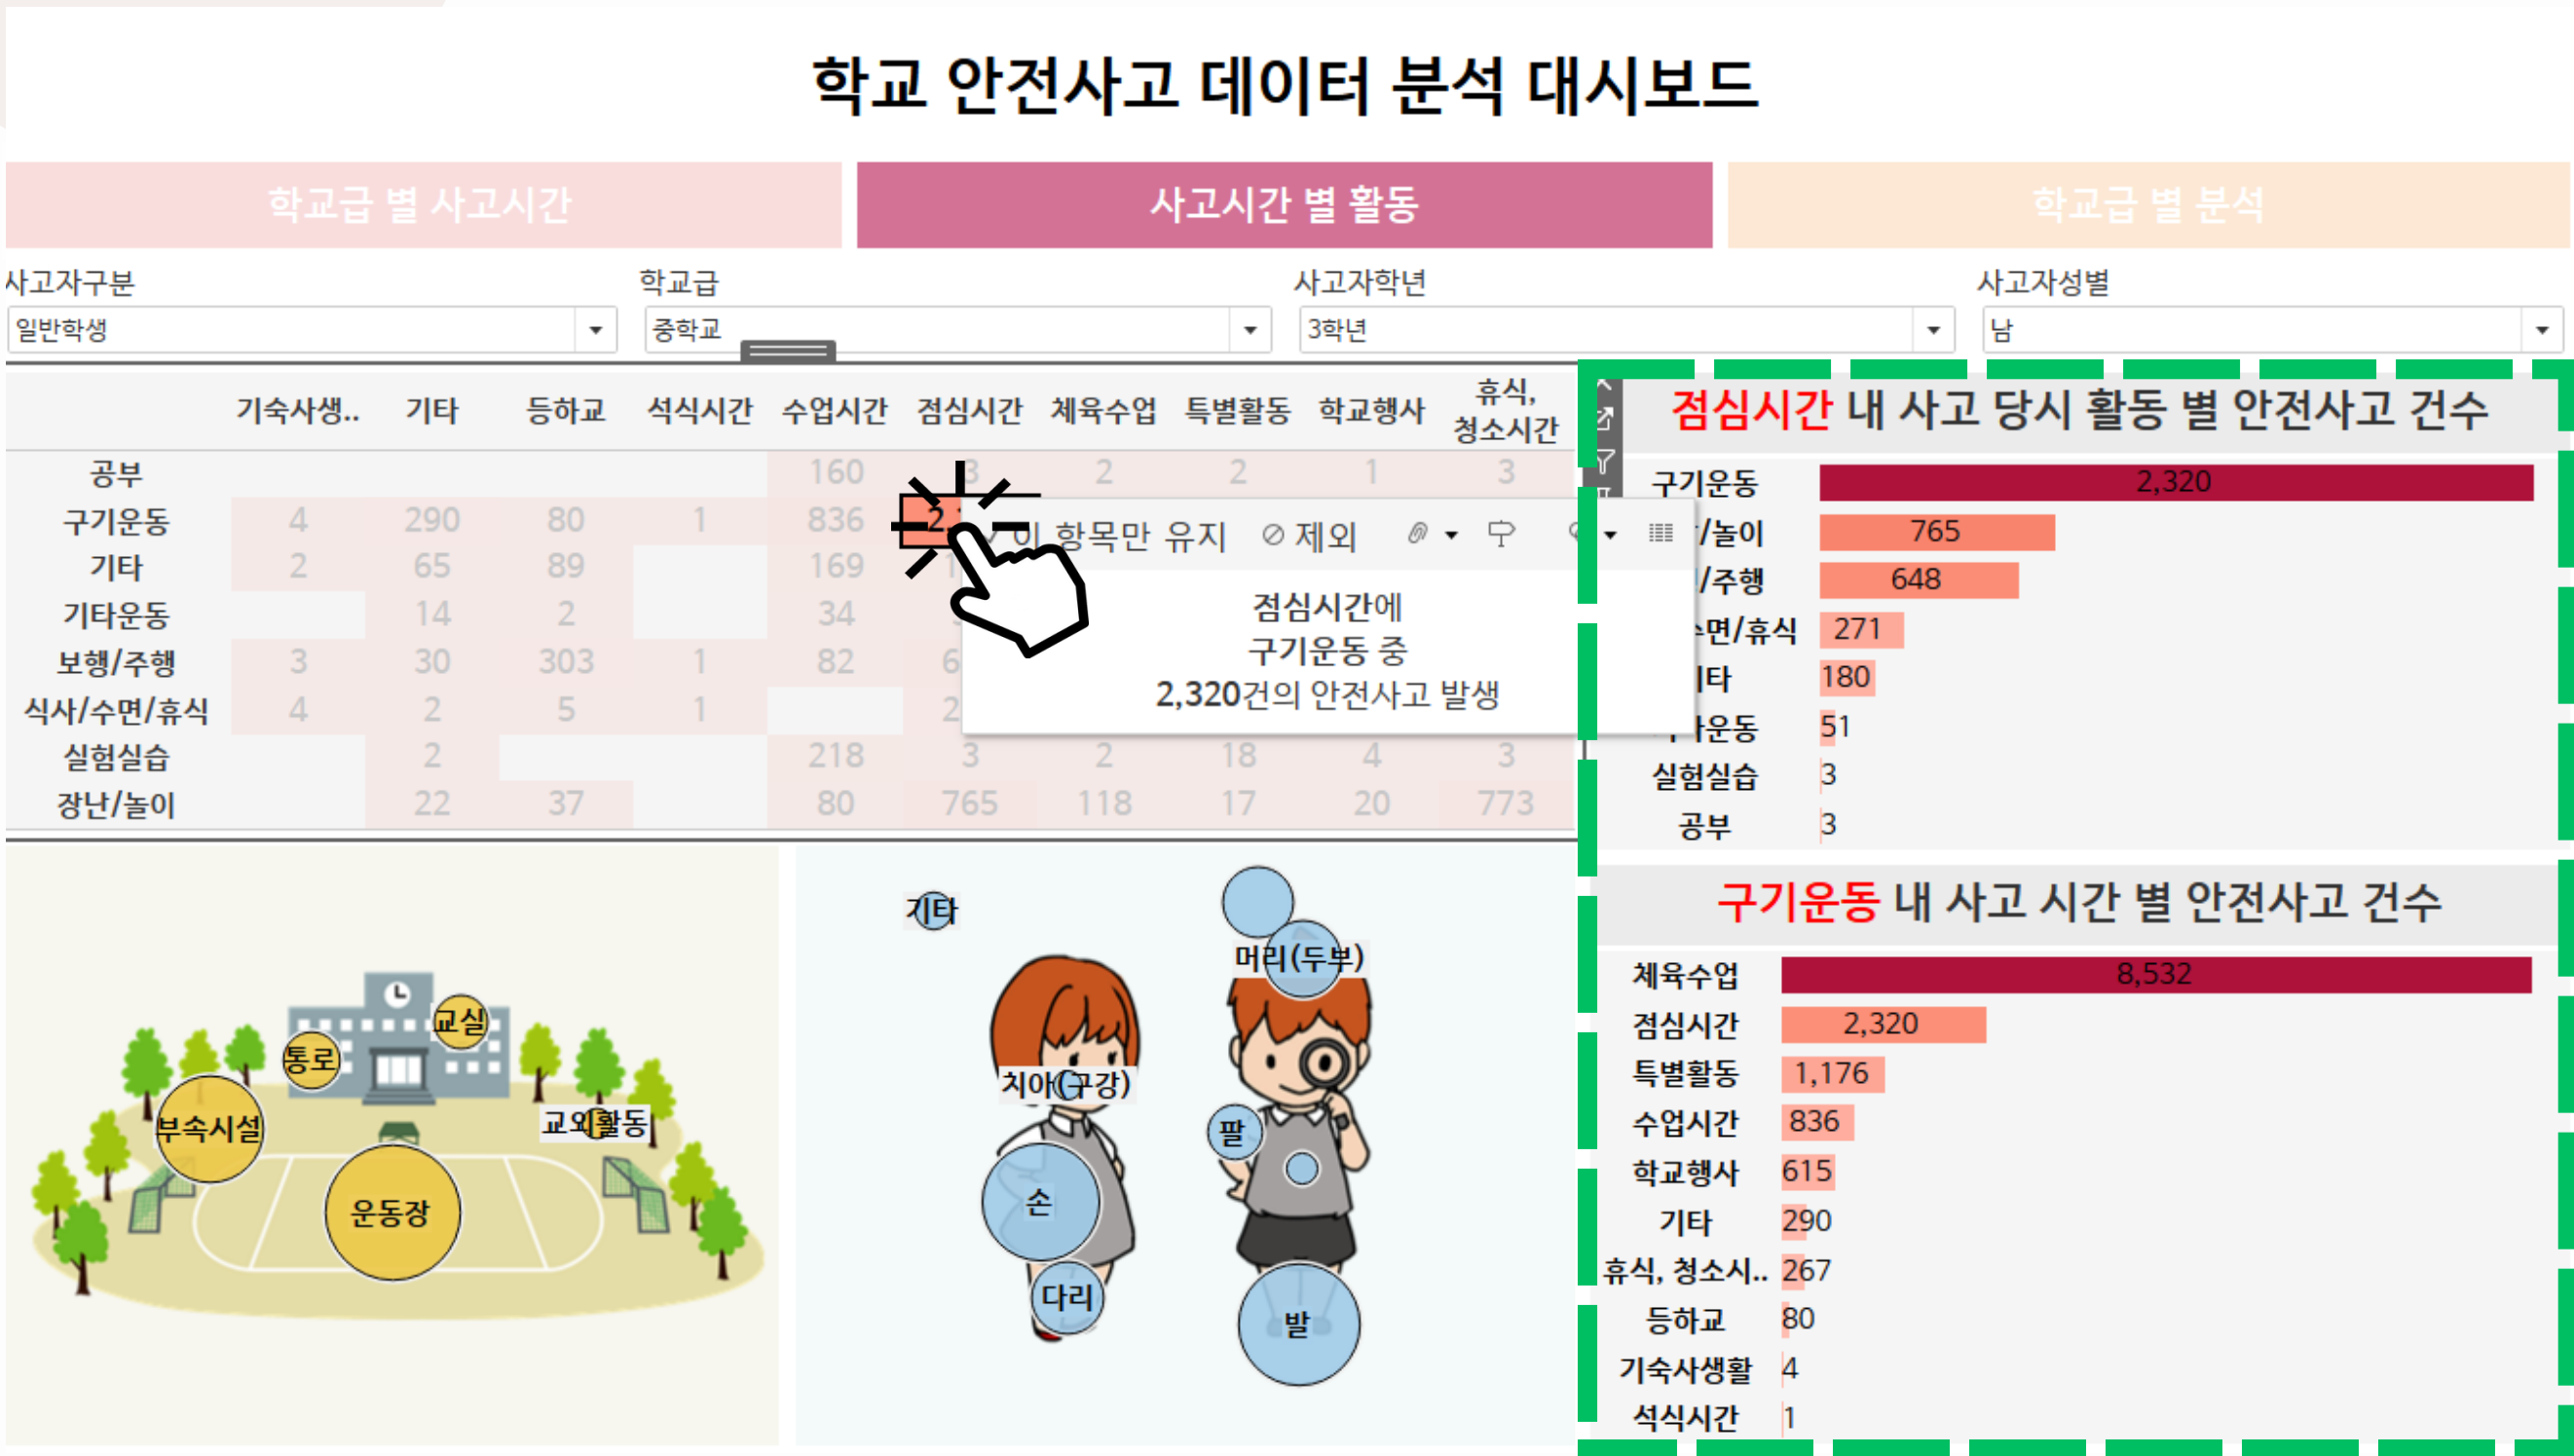 학교 안전사고 데이터 분석 대시보드
학교급 별 사고시간
사고시간 별 활동
학교급 별 분석
사고자구분
학교급
사고자학년
사고자성별
일반학생
중학교
3학년
남
기숙사생.. 기타 등하교 석식시간 수업시간 점심시간 체육수업 특별활동 학교행사 휴식,
청소시간
공부 160 3 2 2 1 3
구기운동 4 290 80 1 836
기타 2 65 89 169
기타운동 14 2 34
보행/주행 3 30 303 1 82
식사/수면/휴식 4 2 5 1
실험실습 2 218 3 2 18 4 3
장난/놀이 22 37 80 765 118 17 20 773
이 항목만 유지 제외
점심시간에
구기운동 중
2,320건의 안전사고 발생
점심시간 내 사고 당시 활동 별 안전사고 건수
구기운동 2,320
/놀이 765
/주행 648
수면/휴식 271
기타 180
운동 51
실험실습 3
공부 3
구기운동 내 사고 시간 별 안전사고 건수
체육수업 8,532
점심시간 2,320
특별활동 1,176
수업시간 836
학교행사 615
기타 290
휴식, 청소시.. 267
등하교 80
기숙사생활 4
석식시간 1
교실
통로
부속시설
교외활동
운동장
기타
머리(두부)
치아(구강)
팔
손
다리
발